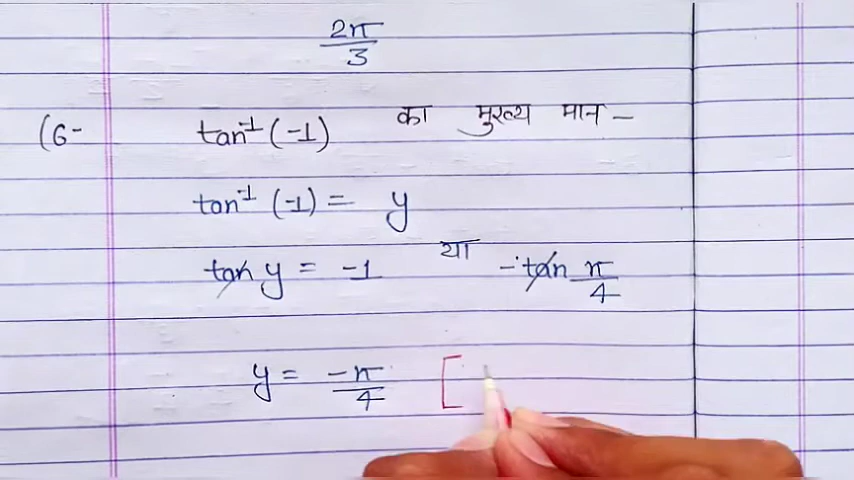 2π/3
(6- tan⁻¹(-1) का मुख्य मान -
tan⁻¹ (-1) = y
tan y = -1 या - tan π/4
y = -π/4 [